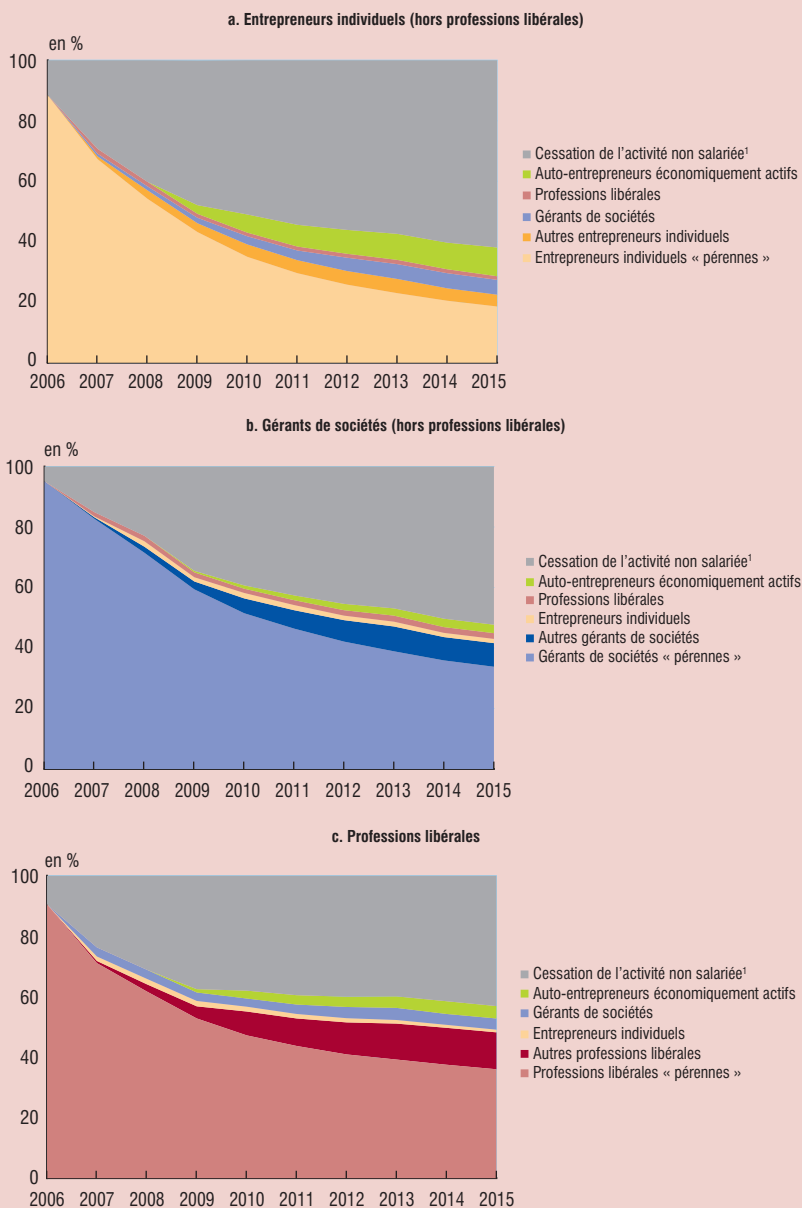 a. Entrepreneurs individuels (hors professions libérales)
en %
100
80
60
40
20
0
2006 2007 2008 2009 2010 2011 2012 2013 2014 2015
Cessation de l'activité non salariée¹
Auto-entrepreneurs économiquement actifs
Professions libérales
Gérants de sociétés
Autres entrepreneurs individuels
Entrepreneurs individuels « pérennes »
b. Gérants de sociétés (hors professions libérales)
en %
100
80
60
40
20
0
2006 2007 2008 2009 2010 2011 2012 2013 2014 2015
Cessation de l'activité non salariée¹
Auto-entrepreneurs économiquement actifs
Professions libérales
Entrepreneurs individuels
Autres gérants de sociétés
Gérants de sociétés « pérennes »
c. Professions libérales
en %
100
80
60
40
20
0
2006 2007 2008 2009 2010 2011 2012 2013 2014 2015
Cessation de l'activité non salariée¹
Auto-entrepreneurs économiquement actifs
Gérants de sociétés
Entrepreneurs individuels
Autres professions libérales
Professions libérales « pérennes »